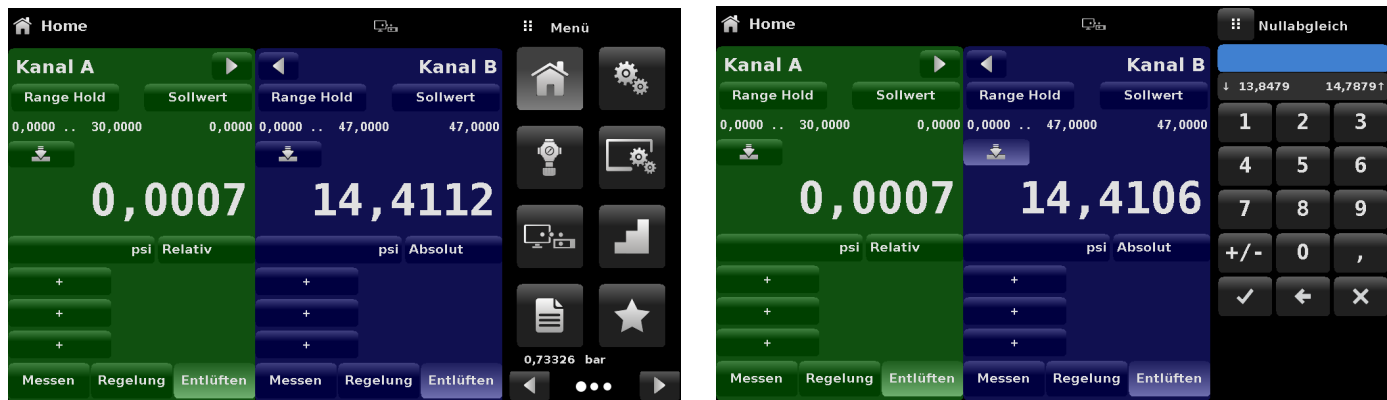 Home
Menü
Kanal A
Kanal B
Range Hold Sollwert
Range Hold Sollwert
0,0000 .. 30,0000 0,0000
0,0000 .. 47,0000 47,0000
0,0007
14,4112
psi Relativ
psi Absolut
+ +
+ +
+ +
0,73326 bar
Messen Regelung Entlüften
Messen Regelung Entlüften
Home
Nullabgleich
Kanal A
Kanal B
Range Hold Sollwert
Range Hold Sollwert
0,0000 .. 30,0000 0,0000
0,0000 .. 47,0000 47,0000
0,0007
14,4106
psi Relativ
psi Absolut
+ +
+ +
+ +
Messen Regelung Entlüften
Messen Regelung Entlüften
↓ 13,8479 14,7879↑
1 2 3
4 5 6
7 8 9
+/- 0 ,